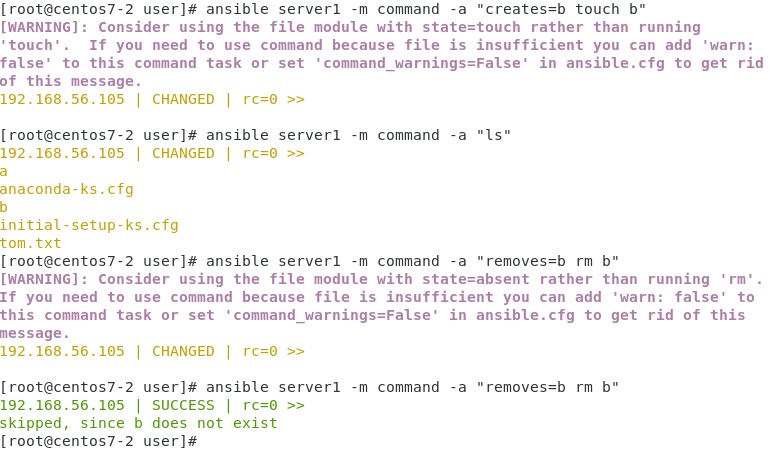 [root@centos7-2 user]# ansible server1 -m command -a "creates=b touch b"
[WARNING]: Consider using the file module with state=touch rather than running
'touch'.  If you need to use command because file is insufficient you can add 'warn:
false' to this command task or set 'command_warnings=False' in ansible.cfg to get rid
of this message.
192.168.56.105 | CHANGED | rc=0 >>

[root@centos7-2 user]# ansible server1 -m command -a "ls"
192.168.56.105 | CHANGED | rc=0 >>
a
anaconda-ks.cfg
b
initial-setup-ks.cfg
tom.txt
[root@centos7-2 user]# ansible server1 -m command -a "removes=b rm b"
[WARNING]: Consider using the file module with state=absent rather than running 'rm'.
If you need to use command because file is insufficient you can add 'warn: false' to
this command task or set 'command_warnings=False' in ansible.cfg to get rid of this
message.
192.168.56.105 | CHANGED | rc=0 >>

[root@centos7-2 user]# ansible server1 -m command -a "removes=b rm b"
192.168.56.105 | SUCCESS | rc=0 >>
skipped, since b does not exist
[root@centos7-2 user]#